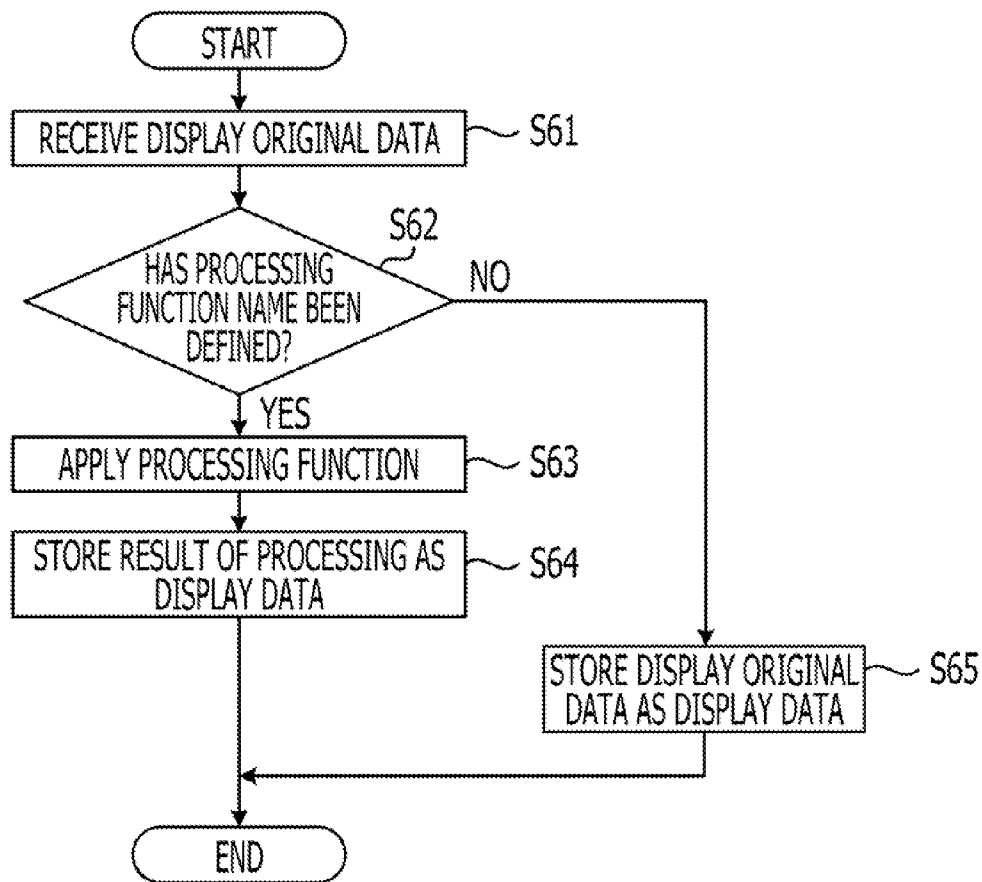 START
RECEIVE DISPLAY ORIGINAL DATA
S61
S62
HAS PROCESSING
FUNCTION NAME BEEN
DEFINED?
NO
YES
APPLY PROCESSING FUNCTION
S63
STORE RESULT OF PROCESSING AS
DISPLAY DATA
S64
STORE DISPLAY ORIGINAL
DATA AS DISPLAY DATA
S65
END